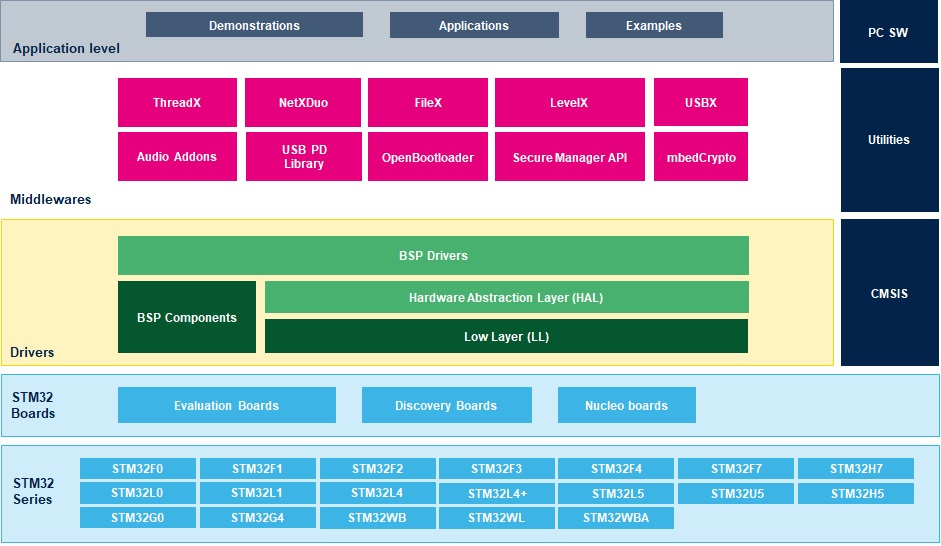 Demonstrations
Applications
Examples
Application level
PC SW
ThreadX
NetXDuo
FileX
LevelX
USBX
Audio Addons
USB PD
Library
OpenBootloader
Secure Manager API
mbedCrypto
Middlewares
Utilities
BSP Drivers
BSP Components
Hardware Abstraction Layer (HAL)
Low Layer (LL)
Drivers
CMSIS
STM32
Boards
Evaluation Boards
Discovery Boards
Nucleo boards
STM32
Series
STM32F0
STM32F1
STM32F2
STM32F3
STM32F4
STM32F7
STM32H7
STM32L0
STM32L1
STM32L4
STM32L4+
STM32L5
STM32U5
STM32H5
STM32G0
STM32G4
STM32WB
STM32WL
STM32WBA